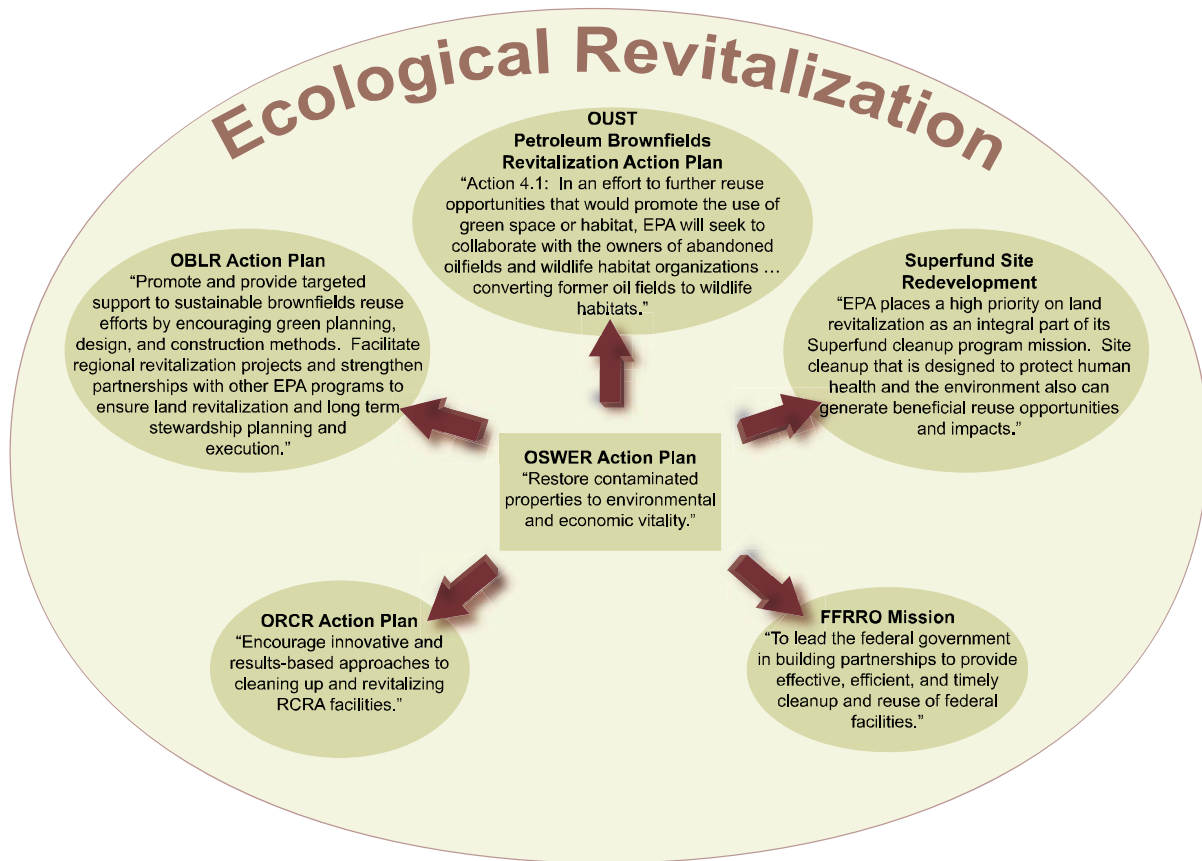 Ecological Revitalization
OUST
Petroleum Brownfields
Revitalization Action Plan
“Action 4.1:  In an effort to further reuse
opportunities that would promote the use of
green space or habitat, EPA will seek to
collaborate with the owners of abandoned
oilfields and wildlife habitat organizations …
converting former oil fields to wildlife
habitats.”
OBLR Action Plan
“Promote and provide targeted
support to sustainable brownfields reuse
efforts by encouraging green planning,
design, and construction methods.  Facilitate
regional revitalization projects and strengthen
partnerships with other EPA programs to
ensure land revitalization and long term
stewardship planning and
execution.”
Superfund Site
Redevelopment
“EPA places a high priority on land
revitalization as an integral part of its
Superfund cleanup program mission.  Site
cleanup that is designed to protect human
health and the environment also can
generate beneficial reuse opportunities
and impacts.”
OSWER Action Plan
“Restore contaminated
properties to environmental
and economic vitality.”
ORCR Action Plan
“Encourage innovative and
results-based approaches to
cleaning up and revitalizing
RCRA facilities.”
FFRRO Mission
“To lead the federal government
in building partnerships to provide
effective, efficient, and timely
cleanup and reuse of federal
facilities.”